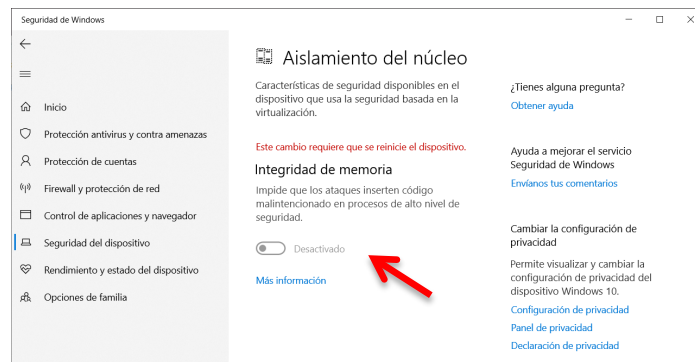 Seguridad de Windows
Inicio
Protección antivirus y contra amenazas
Protección de cuentas
Firewall y protección de red
Control de aplicaciones y navegador
Seguridad del dispositivo
Rendimiento y estado del dispositivo
Opciones de familia
Aislamiento del núcleo
Características de seguridad disponibles en el
dispositivo que usa la seguridad basada en la
virtualización.
Este cambio requiere que se reinicie el dispositivo.
Integridad de memoria
Impide que los ataques inserten código
malintencionado en procesos de alto nivel de
seguridad.
Desactivado
Más información
¿Tienes alguna pregunta?
Obtener ayuda
Ayuda a mejorar el servicio
Seguridad de Windows
Envíanos tus comentarios
Cambiar la configuración de
privacidad
Permite visualizar y cambiar la
configuración de privacidad del
dispositivo Windows 10.
Configuración de privacidad
Panel de privacidad
Declaración de privacidad